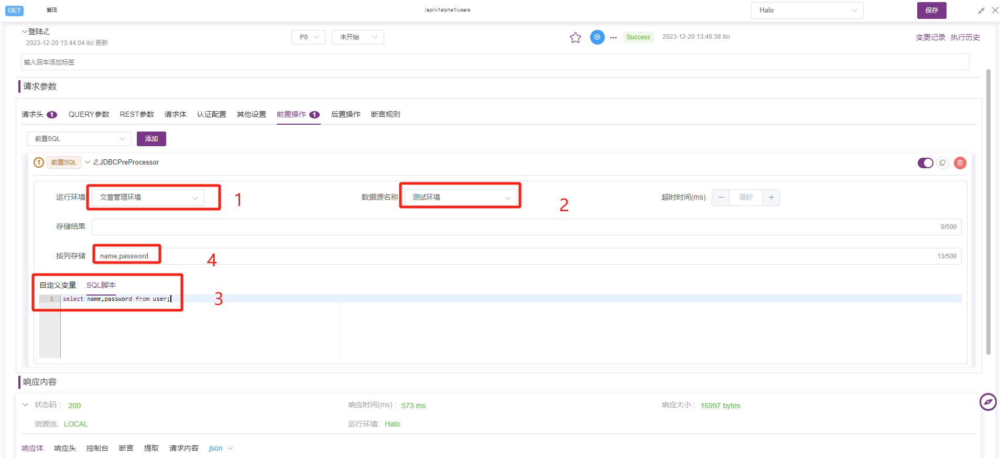 GET 登陆 /api/v1alpha1/users Halo 保存
登陆
2023-12-20 13:44:04 lisi 更新 P0 未开始 Success 2023-12-20 13:40:38 lisi 变更记录 执行历史
输入回车添加标签
请求参数
请求头 1 QUERY参数 REST参数 请求体 认证配置 其他设置 前置操作 1 后置操作 断言规则
前置SQL 添加
1 前置SQL JDBCPreProcessor
运行环境 文章管理环境 1 数据源名称 测试环境 2 超时时间(ms) 毫秒
存储结果 0/500
按列存储 name,password 4 13/500
自定义变量 SQL脚本
1 select name,password from user; 3
响应内容
状态码 : 200 响应时间(ms) : 573 ms 响应大小 : 16997 bytes
资源池: LOCAL 运行环境: Halo
响应体 响应头 控制台 断言 提取 请求内容 json